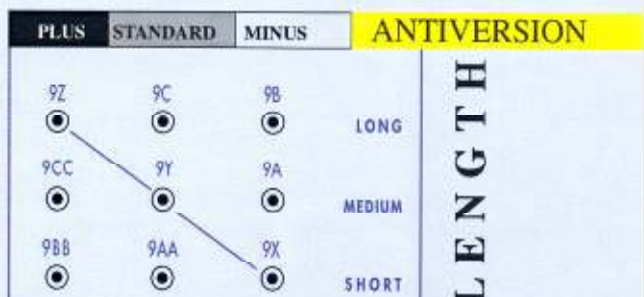 PLUS STANDARD MINUS ANTIVERSION
9Z 9C 9B
LONG
9CC 9Y 9A
MEDIUM
9BB 9AA 9X
SHORT
LENGTH